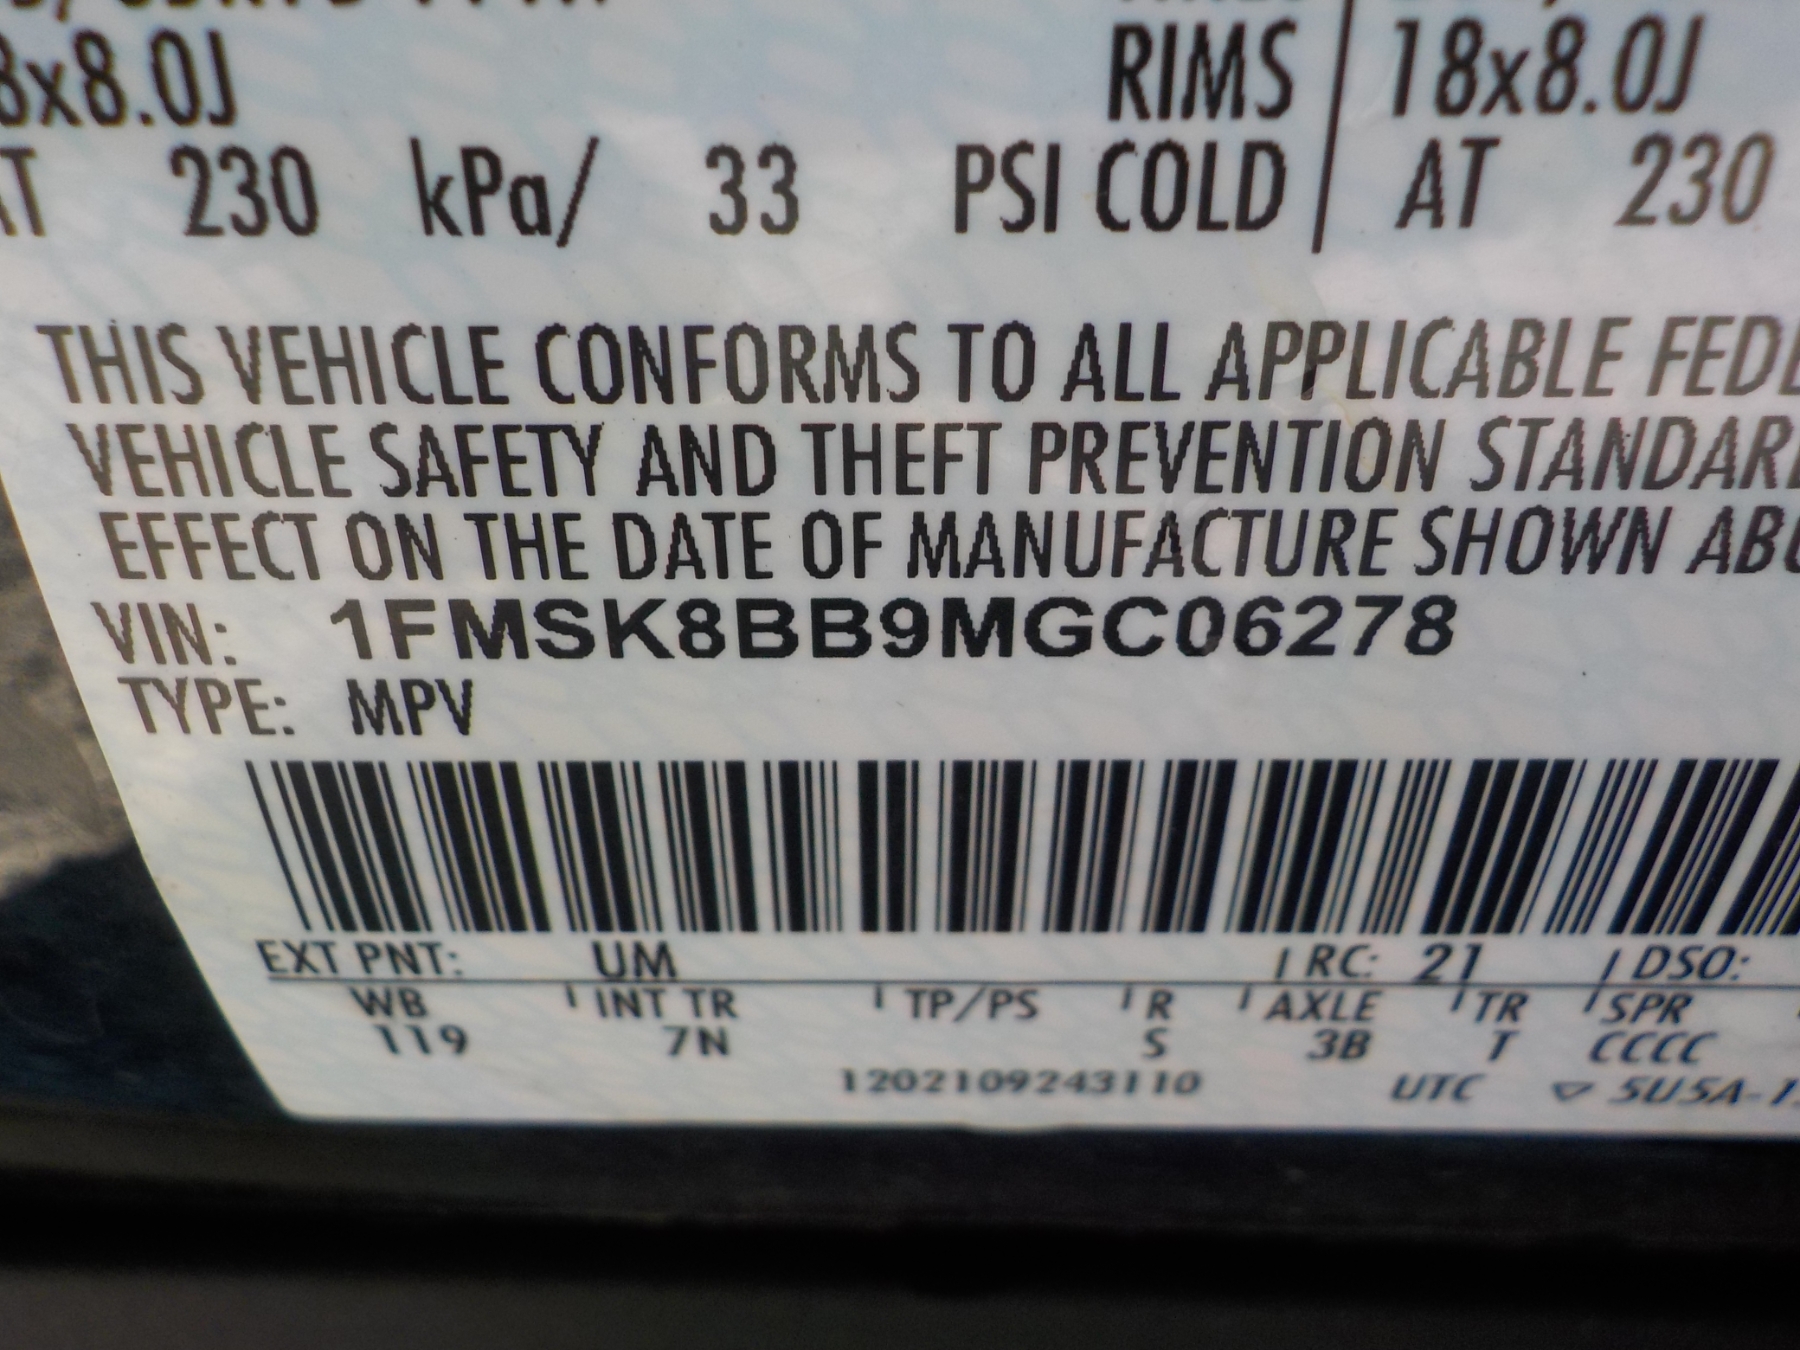 RIMS 18x8.0J
8x8.0J
AT 230 kPa/ 33 PSI COLD AT 230
THIS VEHICLE CONFORMS TO ALL APPLICABLE FEDE
VEHICLE SAFETY AND THEFT PREVENTION STANDAR
EFFECT ON THE DATE OF MANUFACTURE SHOWN ABO
VIN: 1FMSK8BB9MGC06278
TYPE: MPV
EXT PNT: UM RC: 21 DSO:
WB INT TR TP/PS R AXLE TR SPR
119 7N S 3B T CCCC
1202109243110 UTC ▽ 5U5A-1